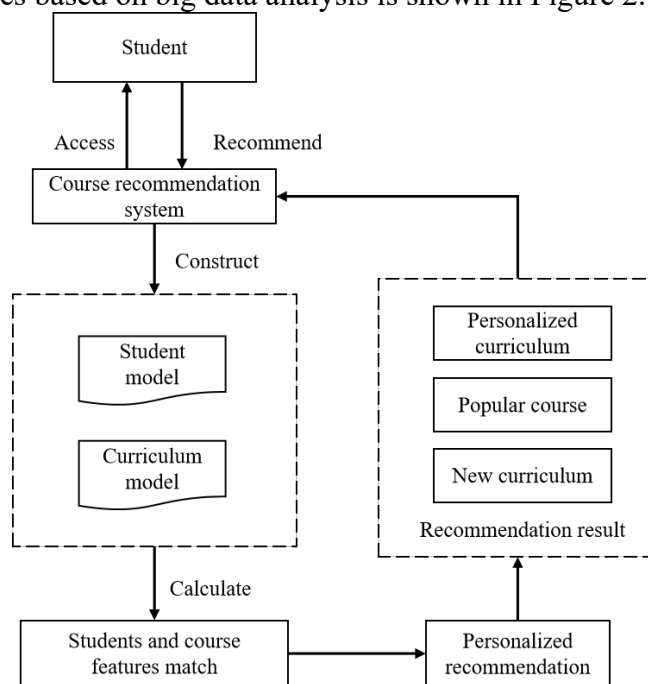 es based on big data analysis is shown in Figure 2.
Student
Access
Recommend
Course recommendation
system
Construct
Student
model
Curriculum
model
Calculate
Students and course
features match
Personalized
curriculum
Popular course
New curriculum
Recommendation result
Personalized
recommendation